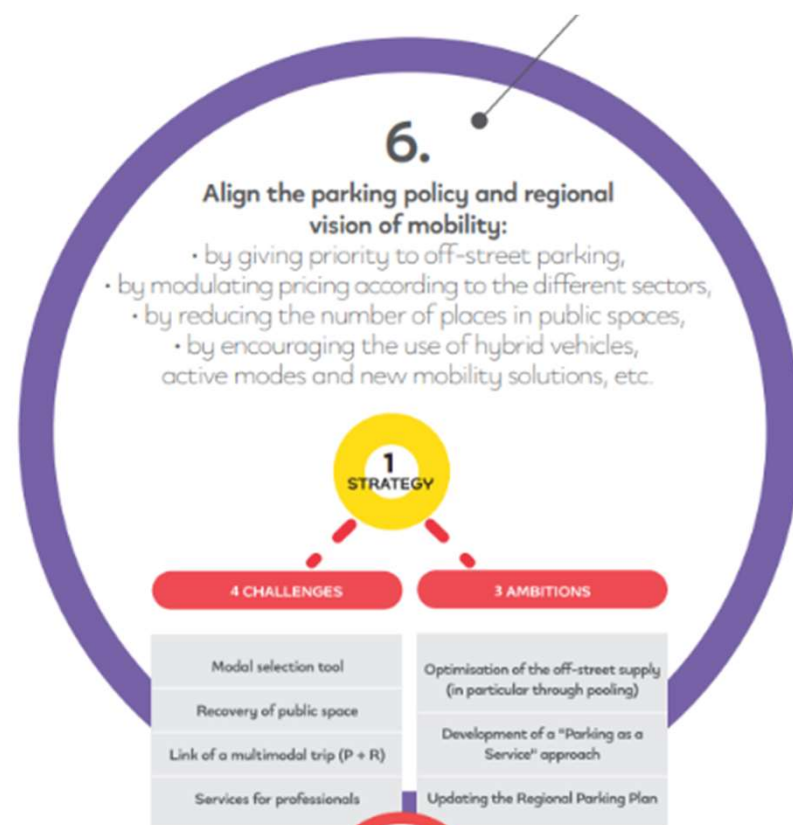 6.
Align the parking policy and regional
vision of mobility:
• by giving priority to off-street parking,
• by modulating pricing according to the different sectors,
• by reducing the number of places in public spaces,
• by encouraging the use of hybrid vehicles,
active modes and new mobility solutions, etc.
1
STRATEGY
4 CHALLENGES
Modal selection tool
Recovery of public space
Link of a multimodal trip (P + R)
Services for professionals
3 AMBITIONS
Optimisation of the off-street supply
(in particular through pooling)
Development of a "Parking as a
Service" approach
Updating the Regional Parking Plan